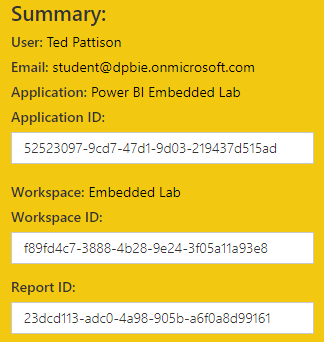 Summary:
User: Ted Pattison
Email: student@dpbie.onmicrosoft.com
Application: Power BI Embedded Lab
Application ID:
52523097-9cd7-47d1-9d03-219437d515ad
Workspace: Embedded Lab
Workspace ID:
f89fd4c7-3888-4b28-9e24-3f05a11a93e8
Report ID:
23dcd113-adc0-4a98-905b-a6f0a8d99161